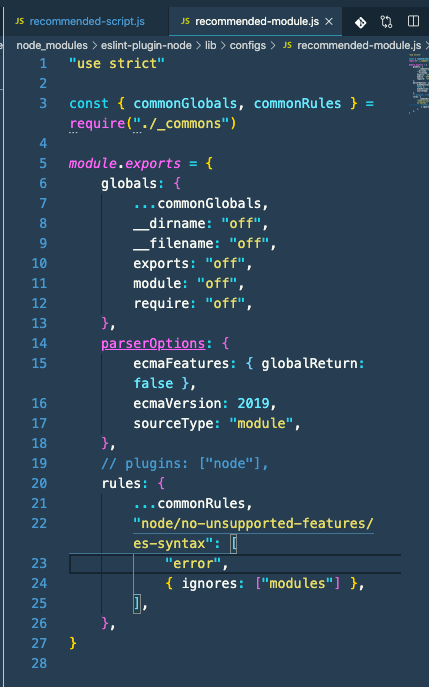 JS recommended-script.js JS recommended-module.js ×
node_modules > eslint-plugin-node > lib > configs > JS recommended-module.js >
1 "use strict"
2
3 const { commonGlobals, commonRules } =
require("./_commons")
4
5 module.exports = {
6 globals: {
7 ...commonGlobals,
8 __dirname: "off",
9 __filename: "off",
10 exports: "off",
11 module: "off",
12 require: "off",
13 },
14 parserOptions: {
15 ecmaFeatures: { globalReturn:
false },
16 ecmaVersion: 2019,
17 sourceType: "module",
18 },
19 // plugins: ["node"],
20 rules: {
21 ...commonRules,
22 "node/no-unsupported-features/
es-syntax": [
23 "error",
24 { ignores: ["modules"] },
25 ],
26 },
27 }
28